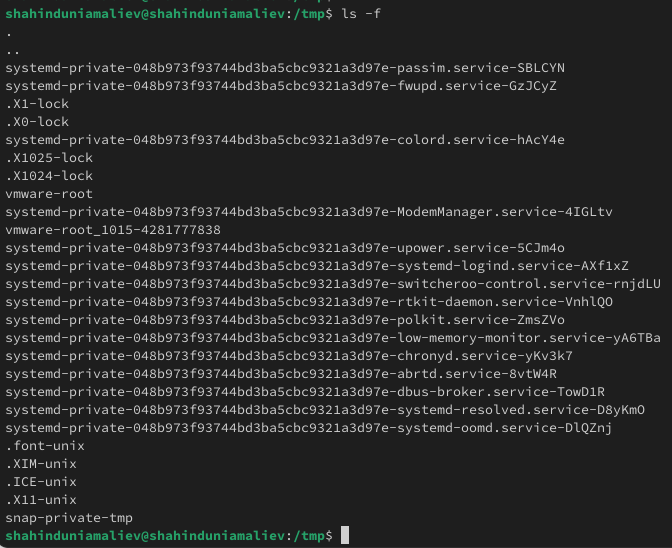 shahinduniamaliev@shahinduniamaliev:/tmp$ ls -f
.
..
systemd-private-048b973f93744bd3ba5cbc9321a3d97e-passim.service-SBLCYN
systemd-private-048b973f93744bd3ba5cbc9321a3d97e-fwupd.service-GzJCyZ
.X1-lock
.X0-lock
systemd-private-048b973f93744bd3ba5cbc9321a3d97e-colord.service-hAcY4e
.X1025-lock
.X1024-lock
vmware-root
systemd-private-048b973f93744bd3ba5cbc9321a3d97e-ModemManager.service-4IGLtv
vmware-root_1015-4281777838
systemd-private-048b973f93744bd3ba5cbc9321a3d97e-upower.service-5CJm4o
systemd-private-048b973f93744bd3ba5cbc9321a3d97e-systemd-logind.service-AXf1xZ
systemd-private-048b973f93744bd3ba5cbc9321a3d97e-switcheroo-control.service-rnjdLU
systemd-private-048b973f93744bd3ba5cbc9321a3d97e-rtkit-daemon.service-VnhlQO
systemd-private-048b973f93744bd3ba5cbc9321a3d97e-polkit.service-ZmsZVo
systemd-private-048b973f93744bd3ba5cbc9321a3d97e-low-memory-monitor.service-yA6TBa
systemd-private-048b973f93744bd3ba5cbc9321a3d97e-chronyd.service-yKv3k7
systemd-private-048b973f93744bd3ba5cbc9321a3d97e-abrtd.service-8vtW4R
systemd-private-048b973f93744bd3ba5cbc9321a3d97e-dbus-broker.service-TowD1R
systemd-private-048b973f93744bd3ba5cbc9321a3d97e-systemd-resolved.service-D8yKmO
systemd-private-048b973f93744bd3ba5cbc9321a3d97e-systemd-oomd.service-DlQZnj
.font-unix
.XIM-unix
.ICE-unix
.X11-unix
snap-private-tmp
shahinduniamaliev@shahinduniamaliev:/tmp$